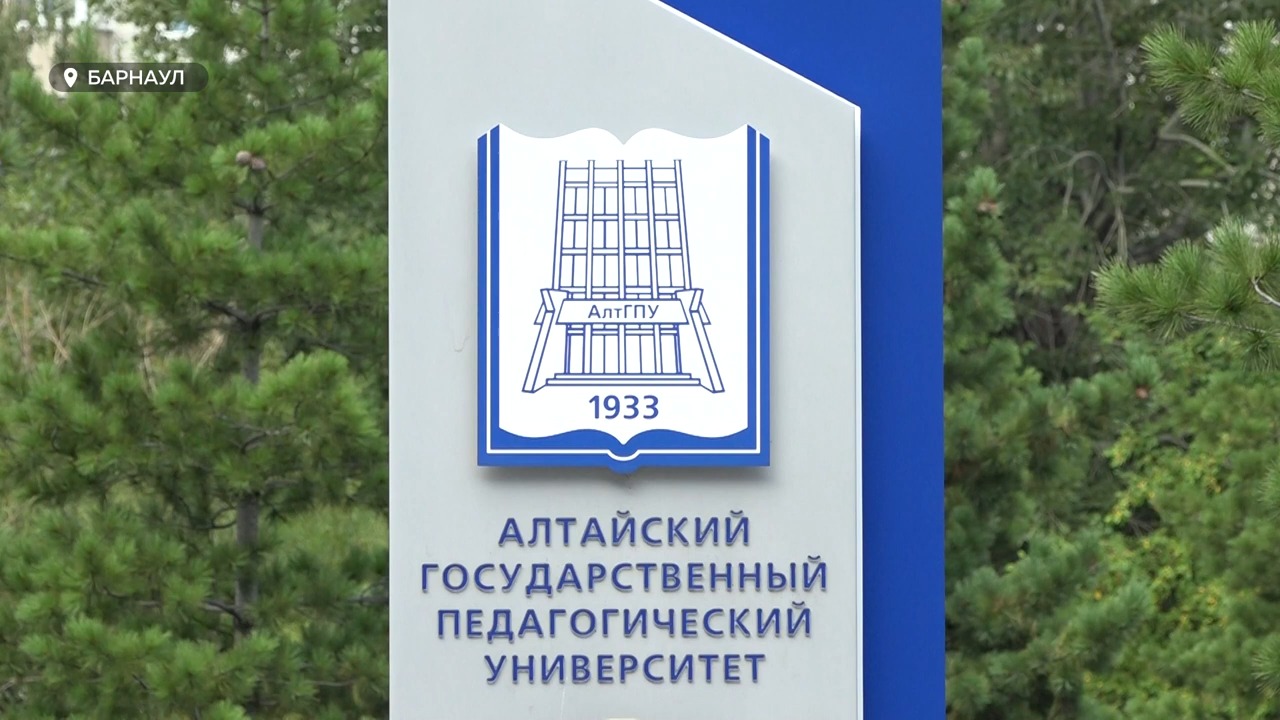 БАРНАУЛ
АлтГПУ
1933
АЛТАЙСКИЙ
ГОСУДАРСТВЕННЫЙ
ПЕДАГОГИЧЕСКИЙ
УНИВЕРСИТЕТ